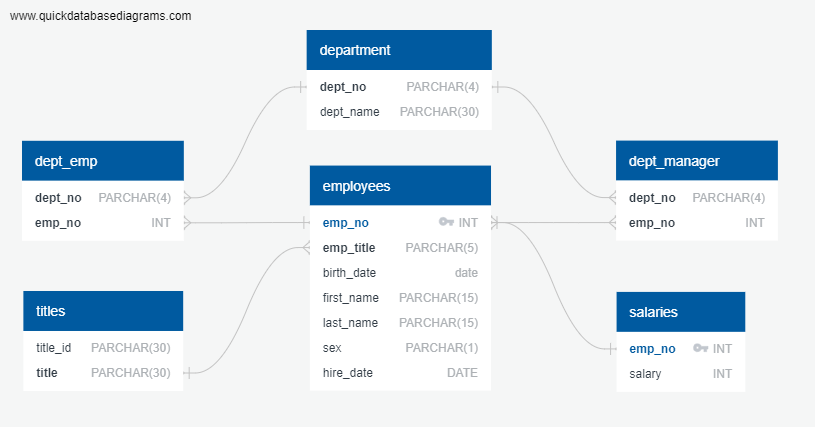 www.quickdatabasediagrams.com
department
dept_no PARCHAR(4)
dept_name PARCHAR(30)
dept_emp
dept_no PARCHAR(4)
emp_no INT
employees
emp_no INT
emp_title PARCHAR(5)
birth_date date
first_name PARCHAR(15)
last_name PARCHAR(15)
sex PARCHAR(1)
hire_date DATE
dept_manager
dept_no PARCHAR(4)
emp_no INT
titles
title_id PARCHAR(30)
title PARCHAR(30)
salaries
emp_no INT
salary INT